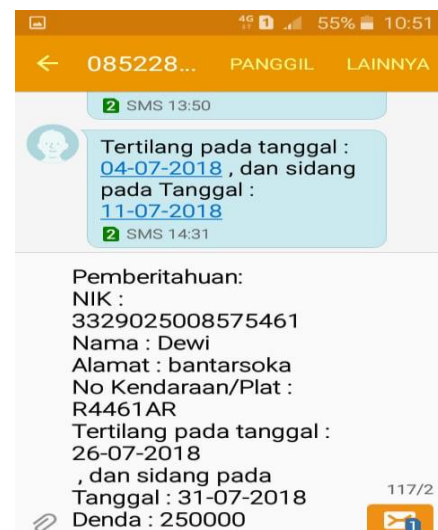 4G 1 55% 10:51
085228... PANGGIL LAINNYA
2 SMS 13:50
Tertilang pada tanggal :
04-07-2018 , dan sidang
pada Tanggal :
11-07-2018
2 SMS 14:31
Pemberitahuan:
NIK :
3329025008575461
Nama : Dewi
Alamat : bantarsoka
No Kendaraan/Plat :
R4461AR
Tertilang pada tanggal :
26-07-2018
, dan sidang pada
Tanggal : 31-07-2018
Denda : 250000
117/2
1